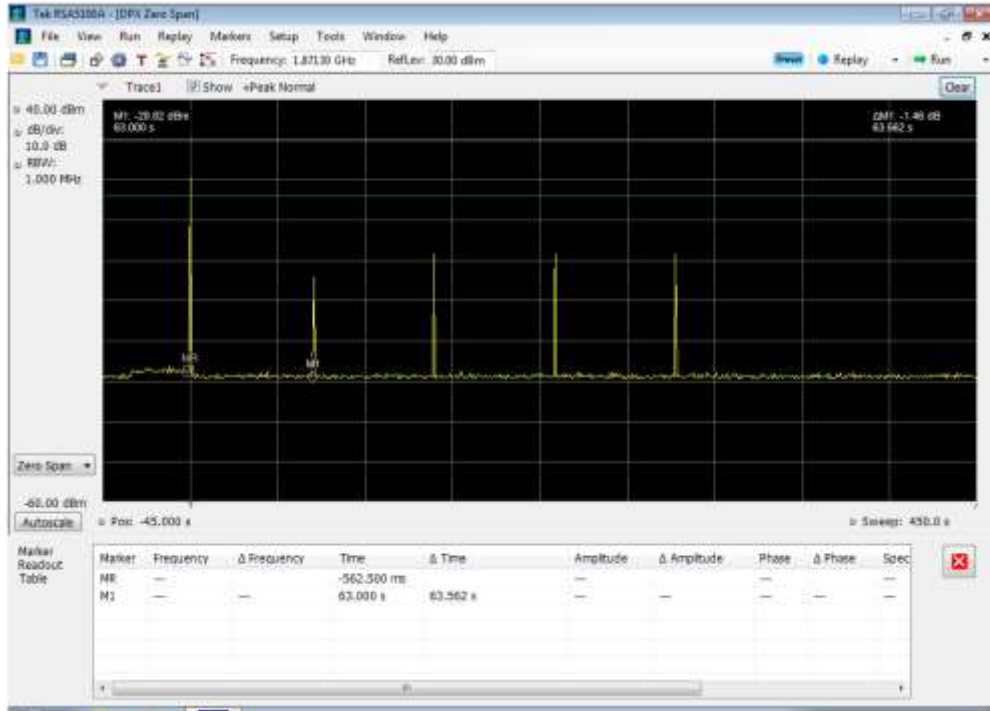 Tek RSA5100A - [DPX Zero Span]
File View Run Replay Markers Setup Tools Window Help
Frequency: 1.87130 GHz RefLev: 30.00 dBm Preset Replay Run
Trace1 Show +Peak Normal Clear
40.00 dBm
dB/div:
10.0 dB
RBW:
1.000 MHz
M1: -28.82 dBm
63.000 s
ΔM1: -1.46 dB
63.562 s
MR
M1
Zero Span
-60.00 dBm
Autoscale Pos: -45.000 s Sweep: 450.0 s
Marker Readout Table
Marker Frequency Δ Frequency Time Δ Time Amplitude Δ Amplitude Phase Δ Phase Spec
MR --- -562.500 ms --- --- ---
M1 --- --- 63.000 s 63.562 s --- --- --- --- ---